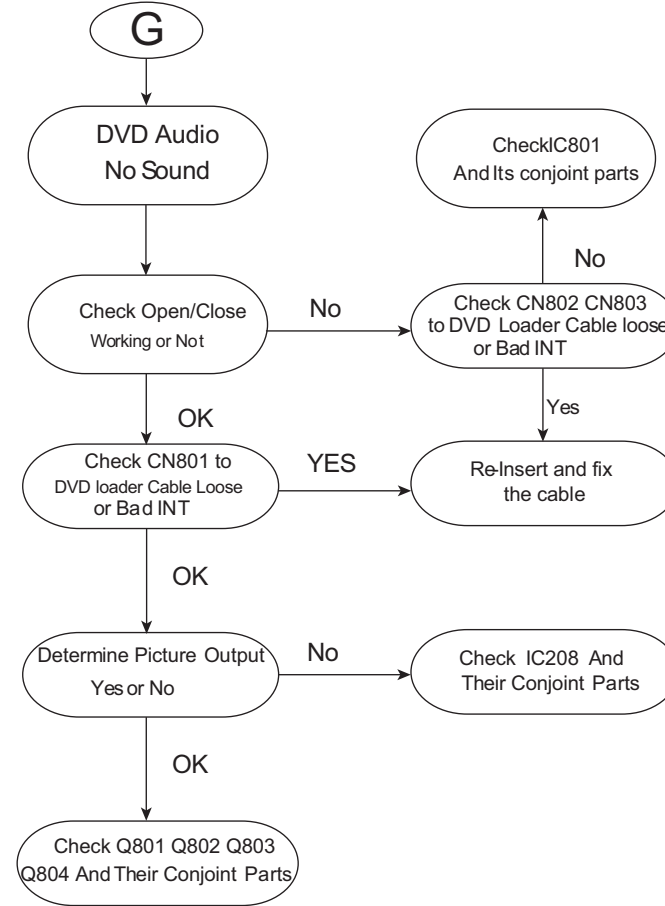 G
DVD Audio
No Sound
CheckIC801
And Its conjoint parts
No
Check Open/Close
Working or Not
No
Check CN802 CN803
to DVD Loader Cable loose
or Bad INT
OK
Yes
Check CN801 to
DVD loader Cable Loose
or Bad INT
YES
Re-Insert and fix
the cable
OK
Determine Picture Output
Yes or No
No
Check IC208 And
Their Conjoint Parts
OK
Check Q801 Q802 Q803
Q804 And Their Conjoint Parts